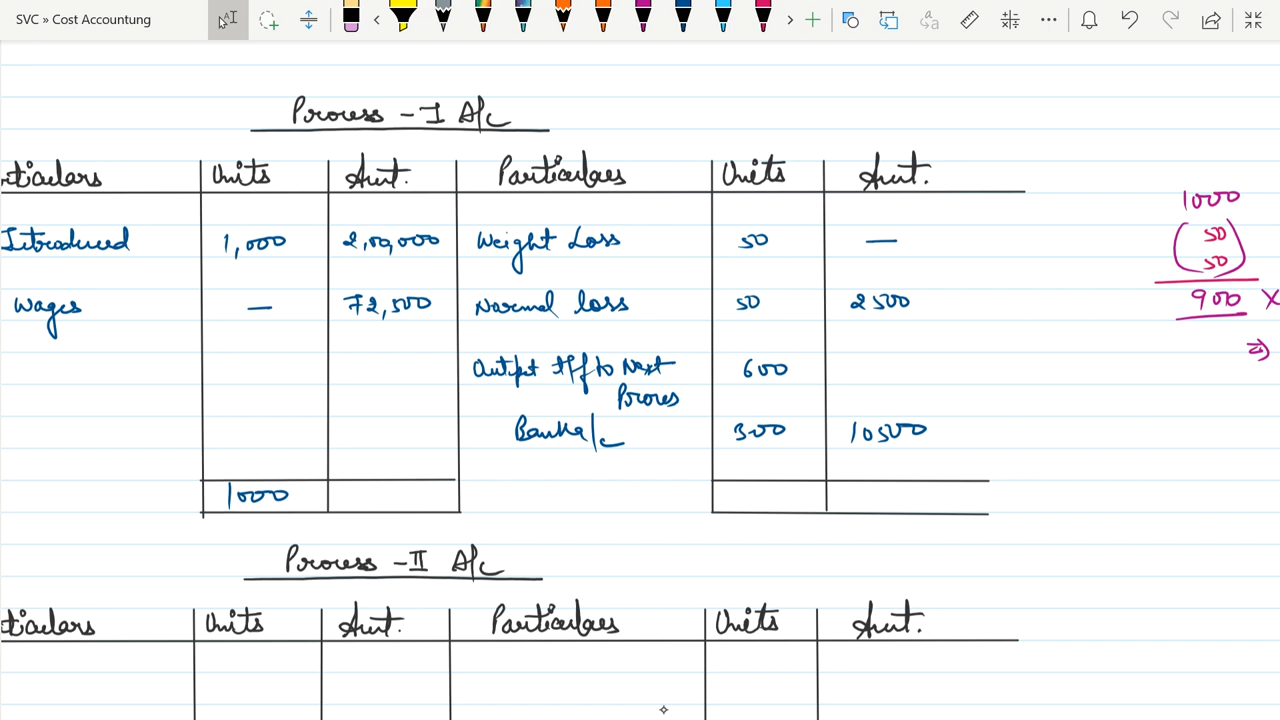 SVC » Cost Accountung
Process - I A/c
ticulars Units Amt. Particulars Units Amt.
Introduced 1,000 2,00,000 Weight Loss 50 —
Wages — 72,500 Normal loss 50 2500
Output tff to Next 600
Process
Bank a/c 300 10500
1000
1000
50
50
900 X
⇒
Process - II A/c
ticulars Units Amt. Particulars Units Amt.